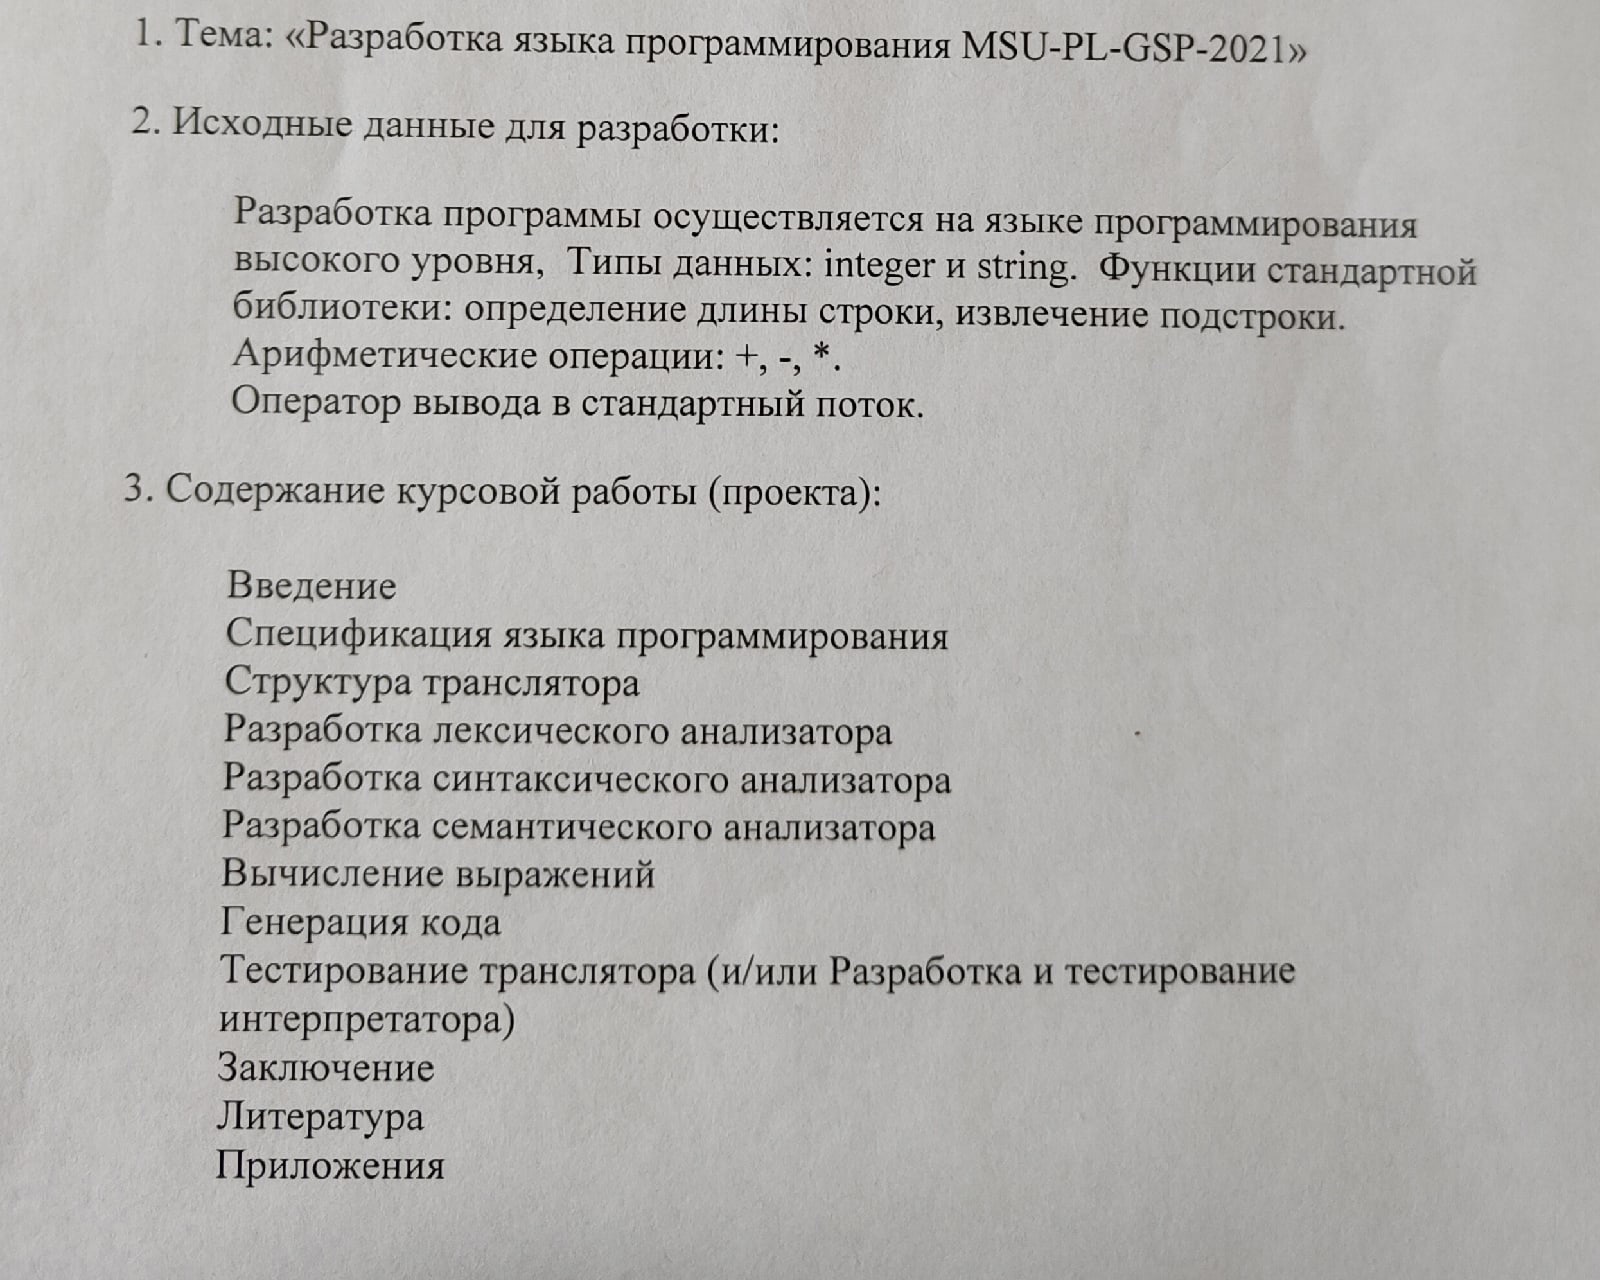 1. Тема: «Разработка языка программирования MSU-PL-GSP-2021»
2. Исходные данные для разработки:
Разработка программы осуществляется на языке программирования
высокого уровня, Типы данных: integer и string. Функции стандартной
библиотеки: определение длины строки, извлечение подстроки.
Арифметические операции: +, -, *.
Оператор вывода в стандартный поток.
3. Содержание курсовой работы (проекта):
Введение
Спецификация языка программирования
Структура транслятора
Разработка лексического анализатора
Разработка синтаксического анализатора
Разработка семантического анализатора
Вычисление выражений
Генерация кода
Тестирование транслятора (и/или Разработка и тестирование
интерпретатора)
Заключение
Литература
Приложения